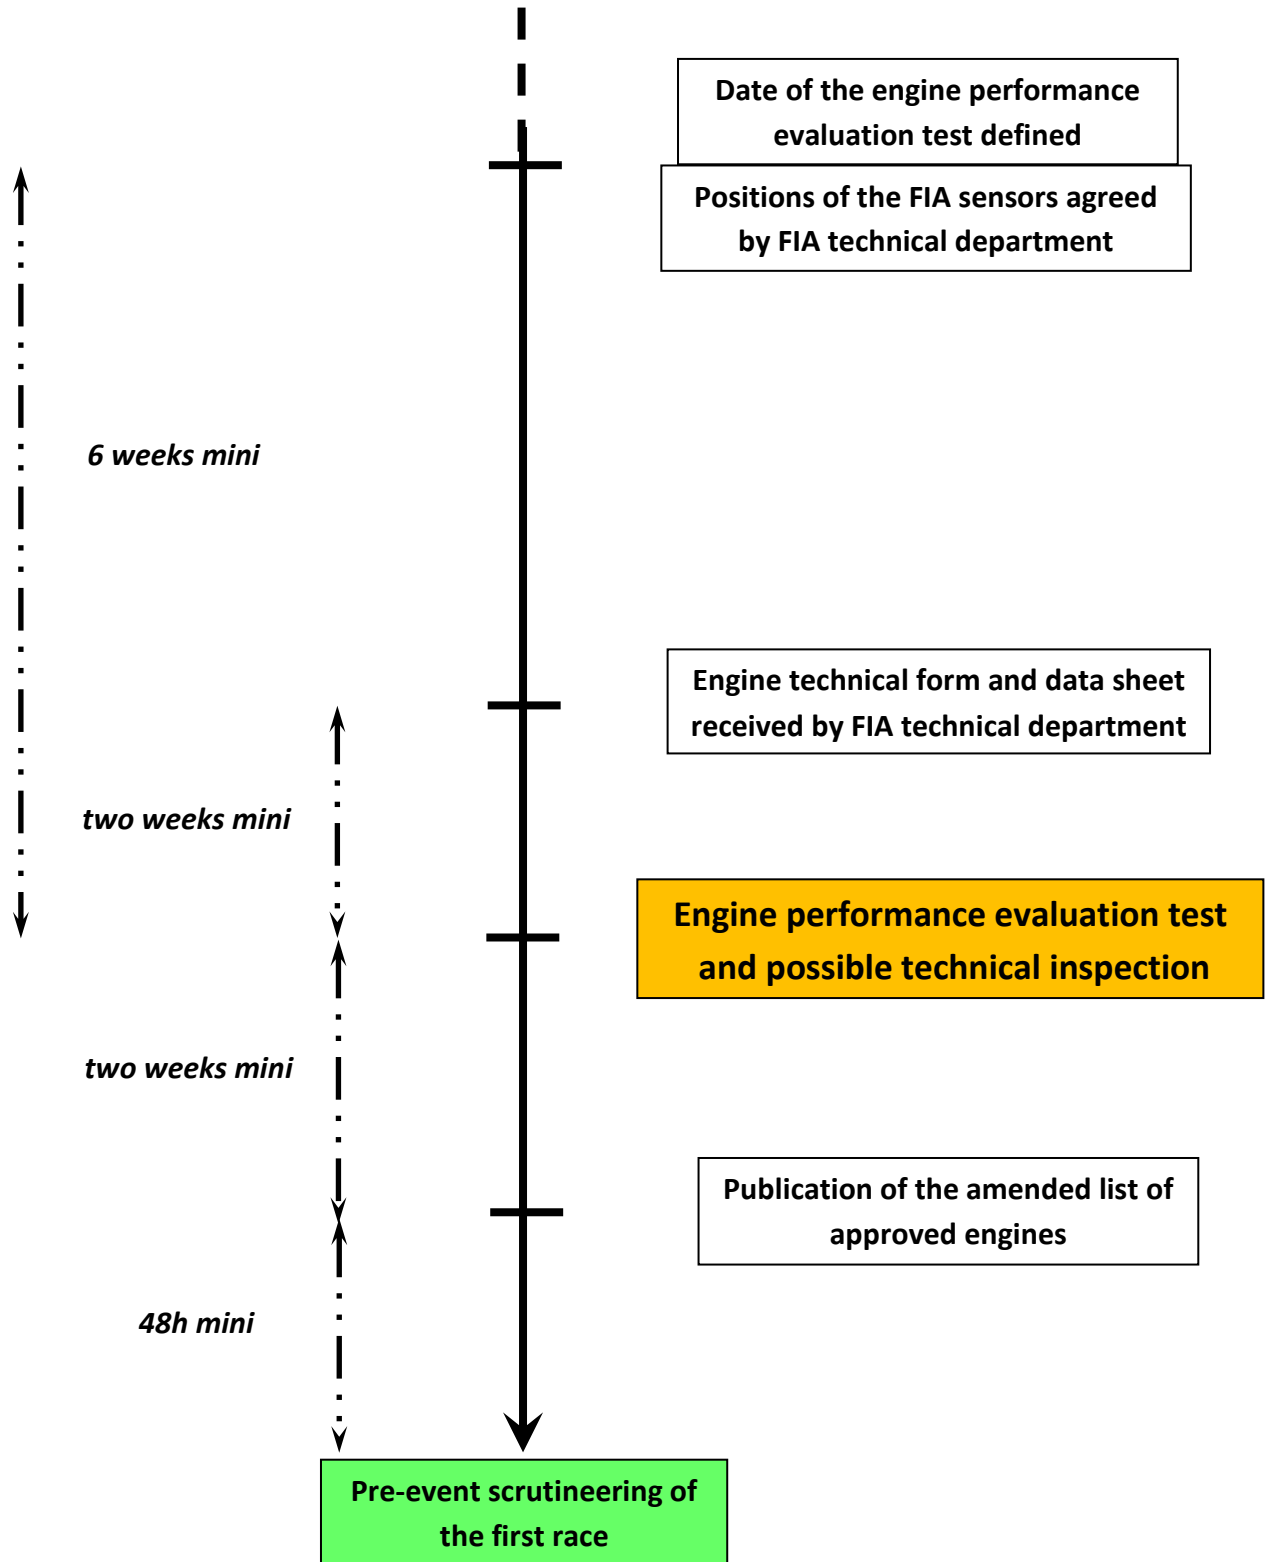 Date of the engine performance
evaluation test defined
Positions of the FIA sensors agreed
by FIA technical department
6 weeks mini
Engine technical form and data sheet
received by FIA technical department
two weeks mini
Engine performance evaluation test
and possible technical inspection
two weeks mini
Publication of the amended list of
approved engines
48h mini
Pre-event scrutineering of
the first race